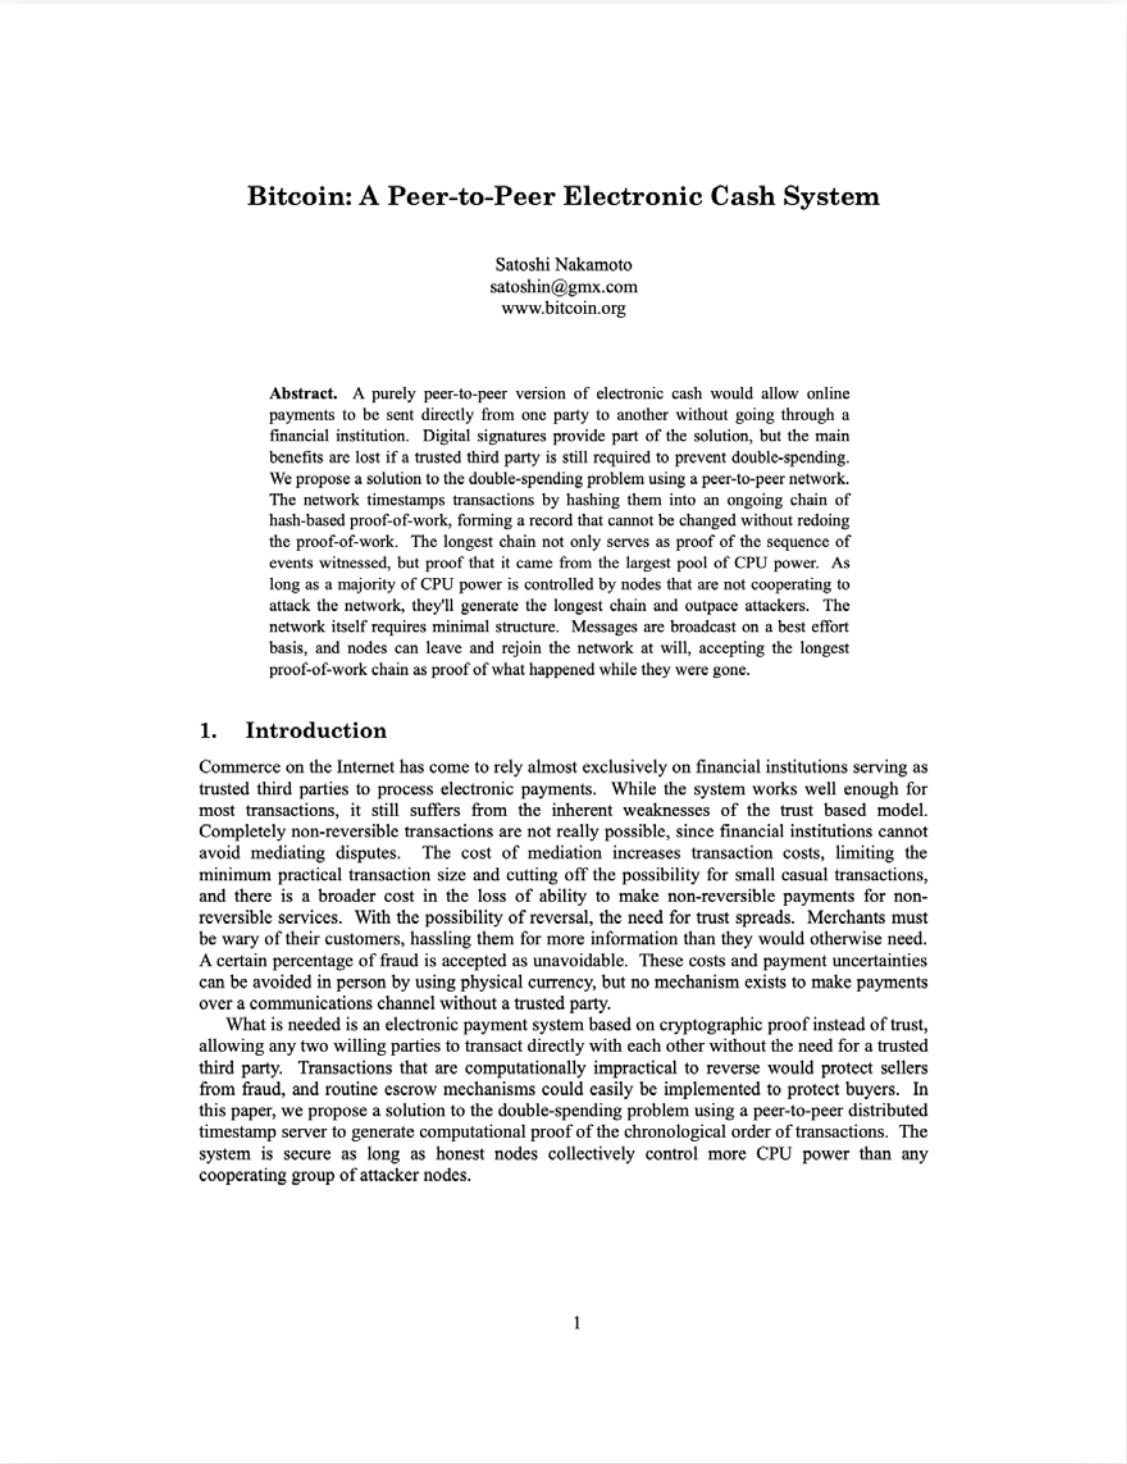 Bitcoin: A Peer-to-Peer Electronic Cash System
Satoshi Nakamoto
satoshin@gmx.com
www.bitcoin.org
Abstract. A purely peer-to-peer version of electronic cash would allow online
payments to be sent directly from one party to another without going through a
financial institution. Digital signatures provide part of the solution, but the main
benefits are lost if a trusted third party is still required to prevent double-spending.
We propose a solution to the double-spending problem using a peer-to-peer network.
The network timestamps transactions by hashing them into an ongoing chain of
hash-based proof-of-work, forming a record that cannot be changed without redoing
the proof-of-work. The longest chain not only serves as proof of the sequence of
events witnessed, but proof that it came from the largest pool of CPU power. As
long as a majority of CPU power is controlled by nodes that are not cooperating to
attack the network, they'll generate the longest chain and outpace attackers. The
network itself requires minimal structure. Messages are broadcast on a best effort
basis, and nodes can leave and rejoin the network at will, accepting the longest
proof-of-work chain as proof of what happened while they were gone.
1. Introduction
Commerce on the Internet has come to rely almost exclusively on financial institutions serving as
trusted third parties to process electronic payments. While the system works well enough for
most transactions, it still suffers from the inherent weaknesses of the trust based model.
Completely non-reversible transactions are not really possible, since financial institutions cannot
avoid mediating disputes. The cost of mediation increases transaction costs, limiting the
minimum practical transaction size and cutting off the possibility for small casual transactions,
and there is a broader cost in the loss of ability to make non-reversible payments for non-
reversible services. With the possibility of reversal, the need for trust spreads. Merchants must
be wary of their customers, hassling them for more information than they would otherwise need.
A certain percentage of fraud is accepted as unavoidable. These costs and payment uncertainties
can be avoided in person by using physical currency, but no mechanism exists to make payments
over a communications channel without a trusted party.
What is needed is an electronic payment system based on cryptographic proof instead of trust,
allowing any two willing parties to transact directly with each other without the need for a trusted
third party. Transactions that are computationally impractical to reverse would protect sellers
from fraud, and routine escrow mechanisms could easily be implemented to protect buyers. In
this paper, we propose a solution to the double-spending problem using a peer-to-peer distributed
timestamp server to generate computational proof of the chronological order of transactions. The
system is secure as long as honest nodes collectively control more CPU power than any
cooperating group of attacker nodes.
1